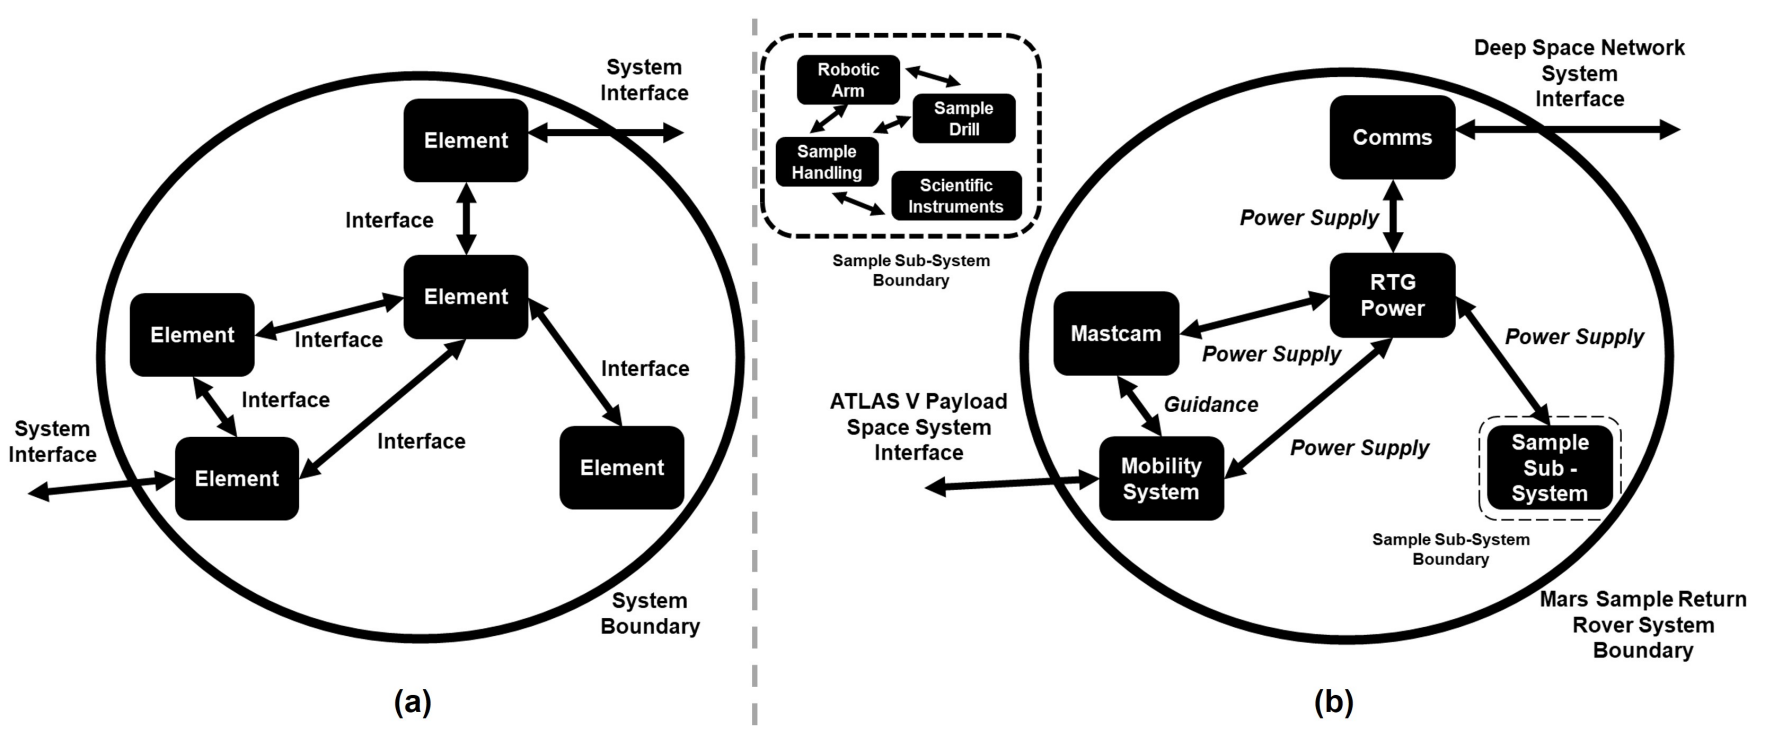 System
Interface
Element
Interface
Element
Element
Interface
Interface
Interface
Interface
System
Interface
Element
Element
System
Boundary
(a)
Robotic
Arm
Sample
Drill
Sample
Handling
Scientific
Instruments
Sample Sub-System
Boundary
Deep Space Network
System
Interface
Comms
Power Supply
RTG
Power
Mastcam
Power Supply
Power Supply
ATLAS V Payload
Space System
Interface
Guidance
Power Supply
Mobility
System
Sample
Sub -
System
Sample Sub-System
Boundary
Mars Sample Return
Rover System
Boundary
(b)